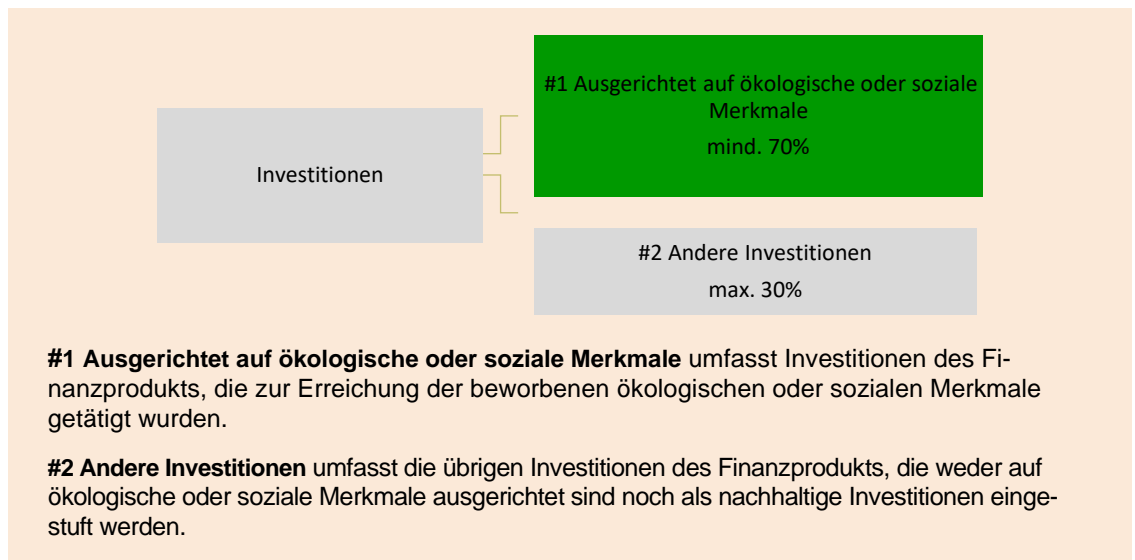 #1 Ausgerichtet auf ökologische oder soziale
Merkmale
mind. 70%
Investitionen
#2 Andere Investitionen
max. 30%
#1 Ausgerichtet auf ökologische oder soziale Merkmale umfasst Investitionen des Fi-
nanzprodukts, die zur Erreichung der beworbenen ökologischen oder sozialen Merkmale
getätigt wurden.
#2 Andere Investitionen umfasst die übrigen Investitionen des Finanzprodukts, die weder auf
ökologische oder soziale Merkmale ausgerichtet sind noch als nachhaltige Investitionen einge-
stuft werden.